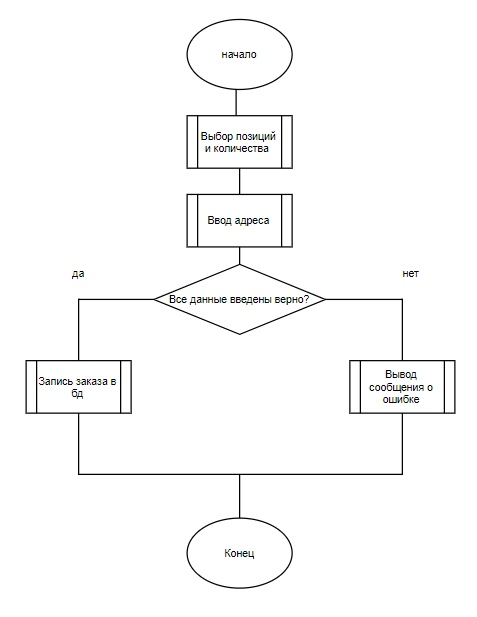 начало
Выбор позиций
и количества
Ввод адреса
да
нет
Все данные введены верно?
Запись заказа в
бд
Вывод
сообщения о
ошибке
Конец